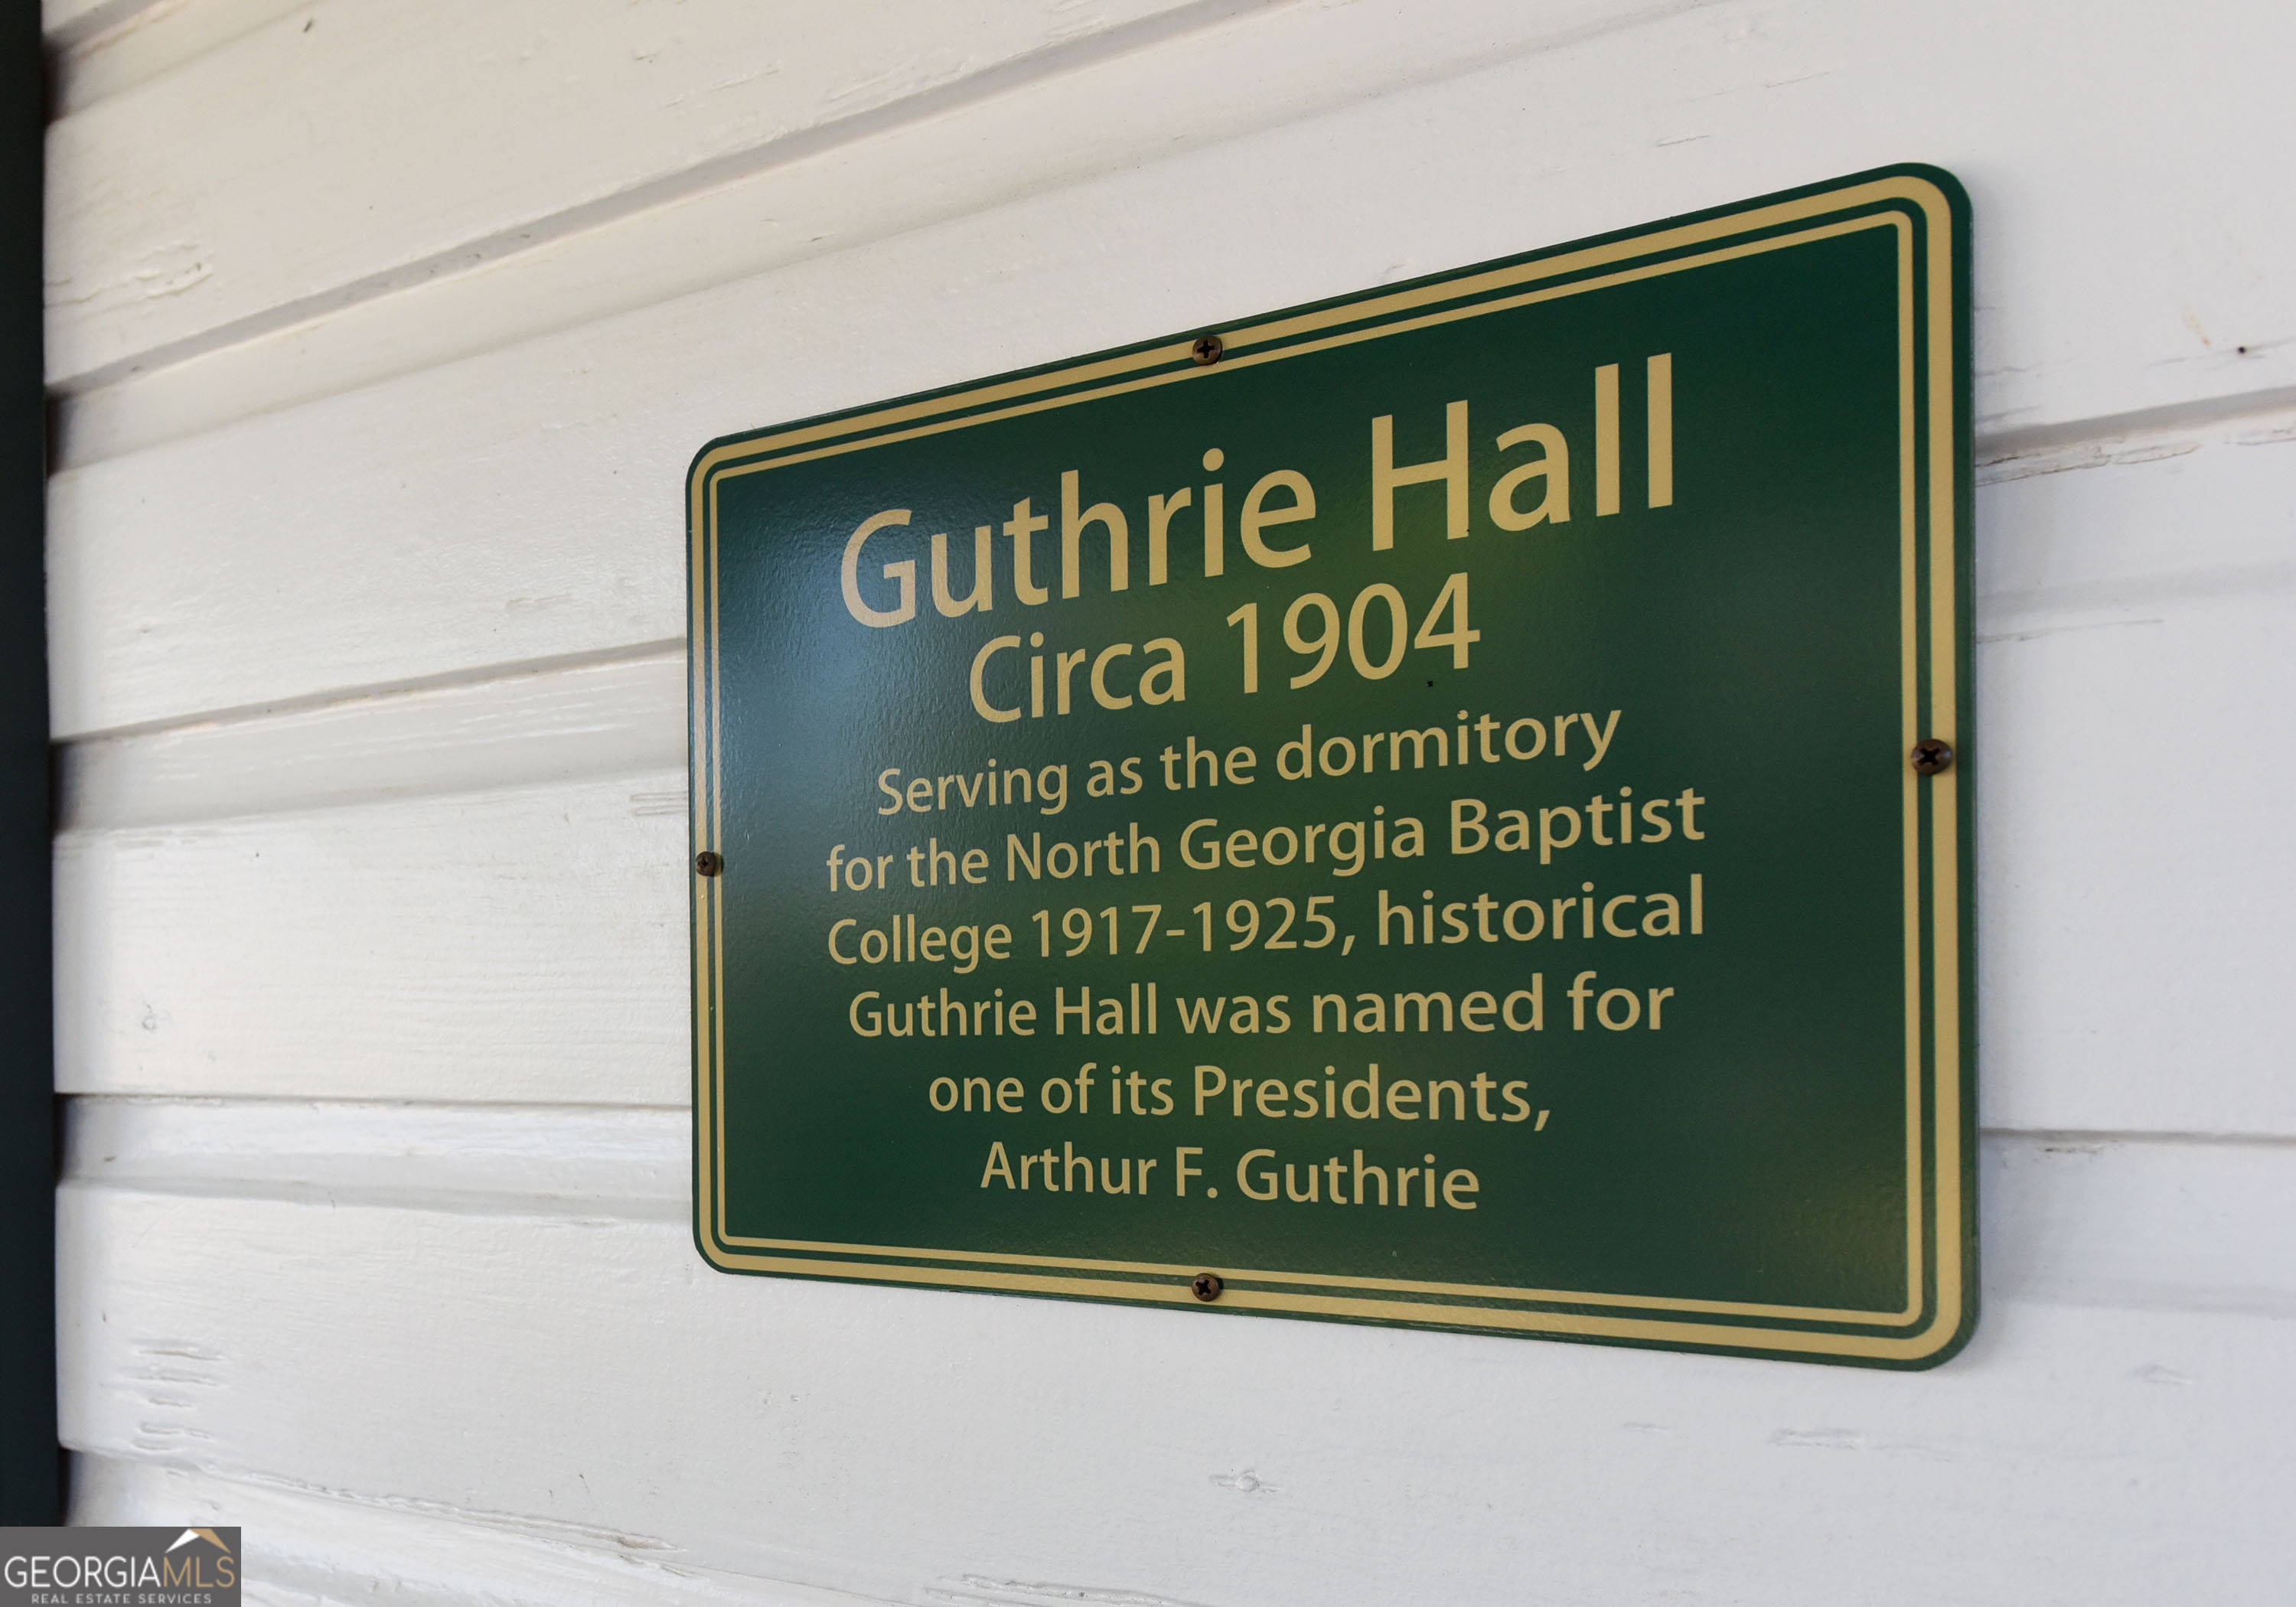 Guthrie Hall
Circa 1904
Serving as the dormitory
for the North Georgia Baptist
College 1917-1925, historical
Guthrie Hall was named for
one of its Presidents,
Arthur F. Guthrie
GEORGIAMLS
REAL ESTATE SERVICES